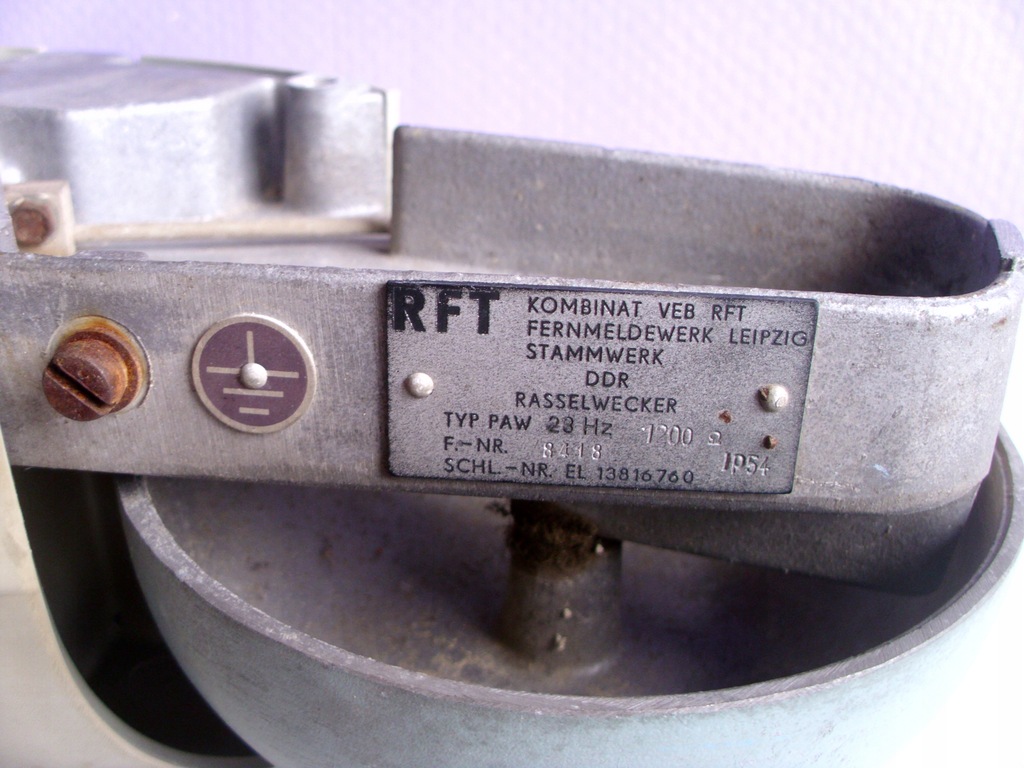 RFT
KOMBINAT VEB RFT
FERNMELDEWERK LEIPZIG
STAMMWERK
DDR
RASSELWECKER
TYP PAW 23 Hz 1200 Ω
F.-NR. 8418 IP54
SCHL.-NR. EL 13816760